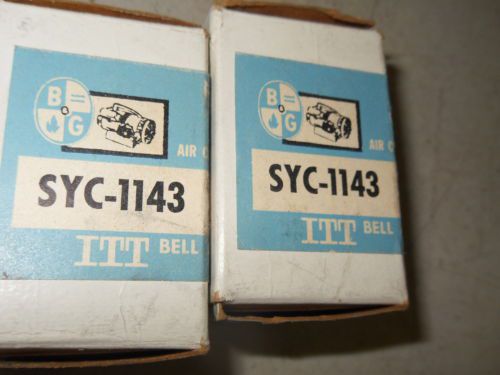 B
G
AIR
SYC-1143
ITT BELL
B
G
AIR C
SYC-1143
ITT BELL